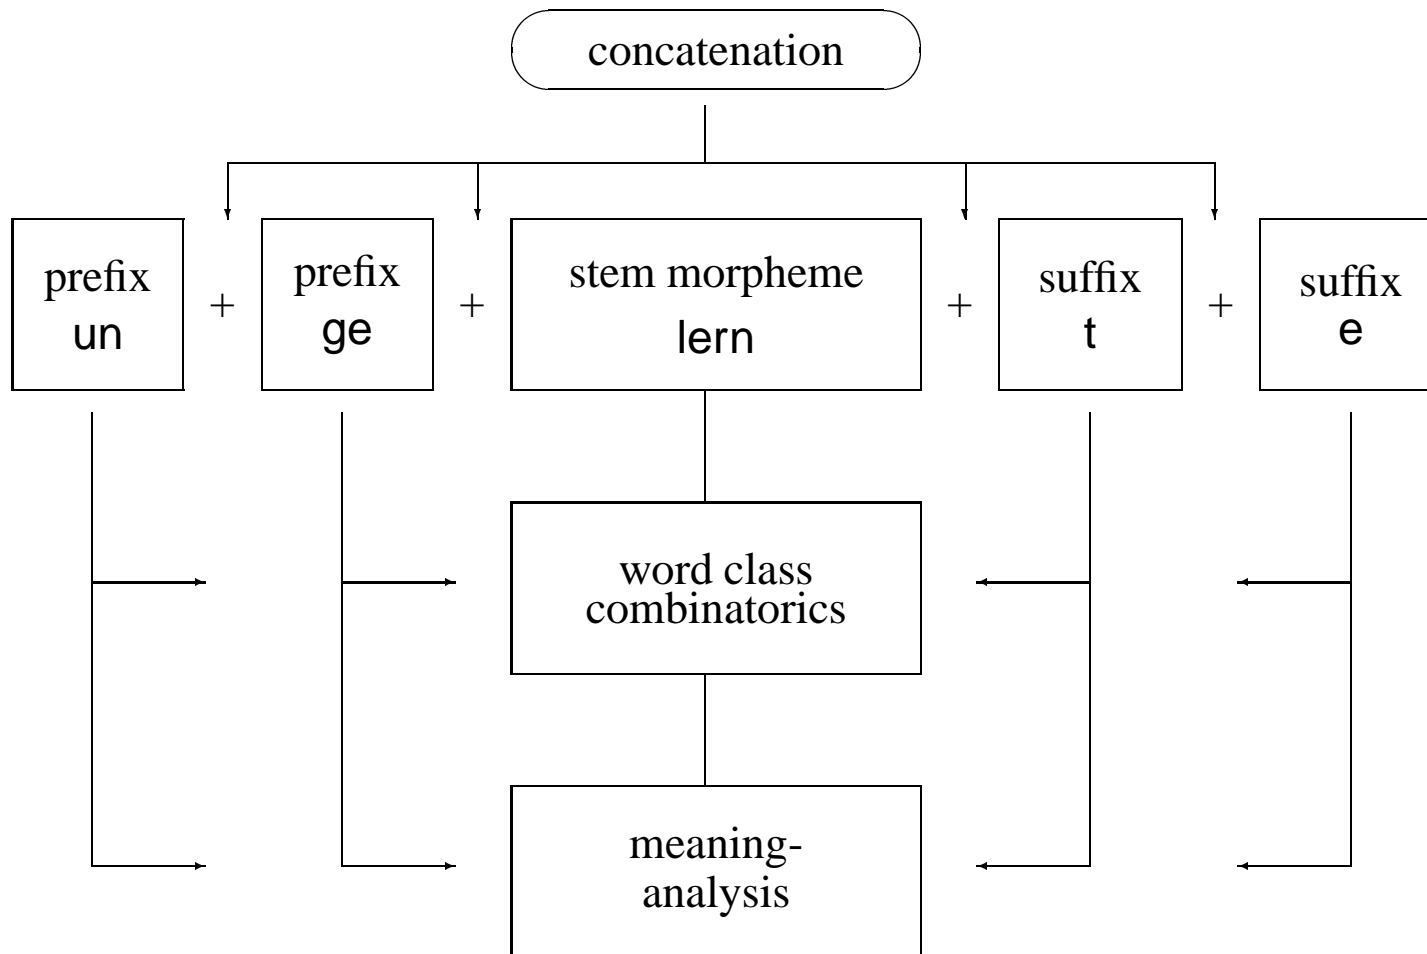 concatenation
prefix
un
+
prefix
ge
+
stem morpheme
lern
+
suffix
t
+
suffix
e
word class
combinatorics
meaning-
analysis